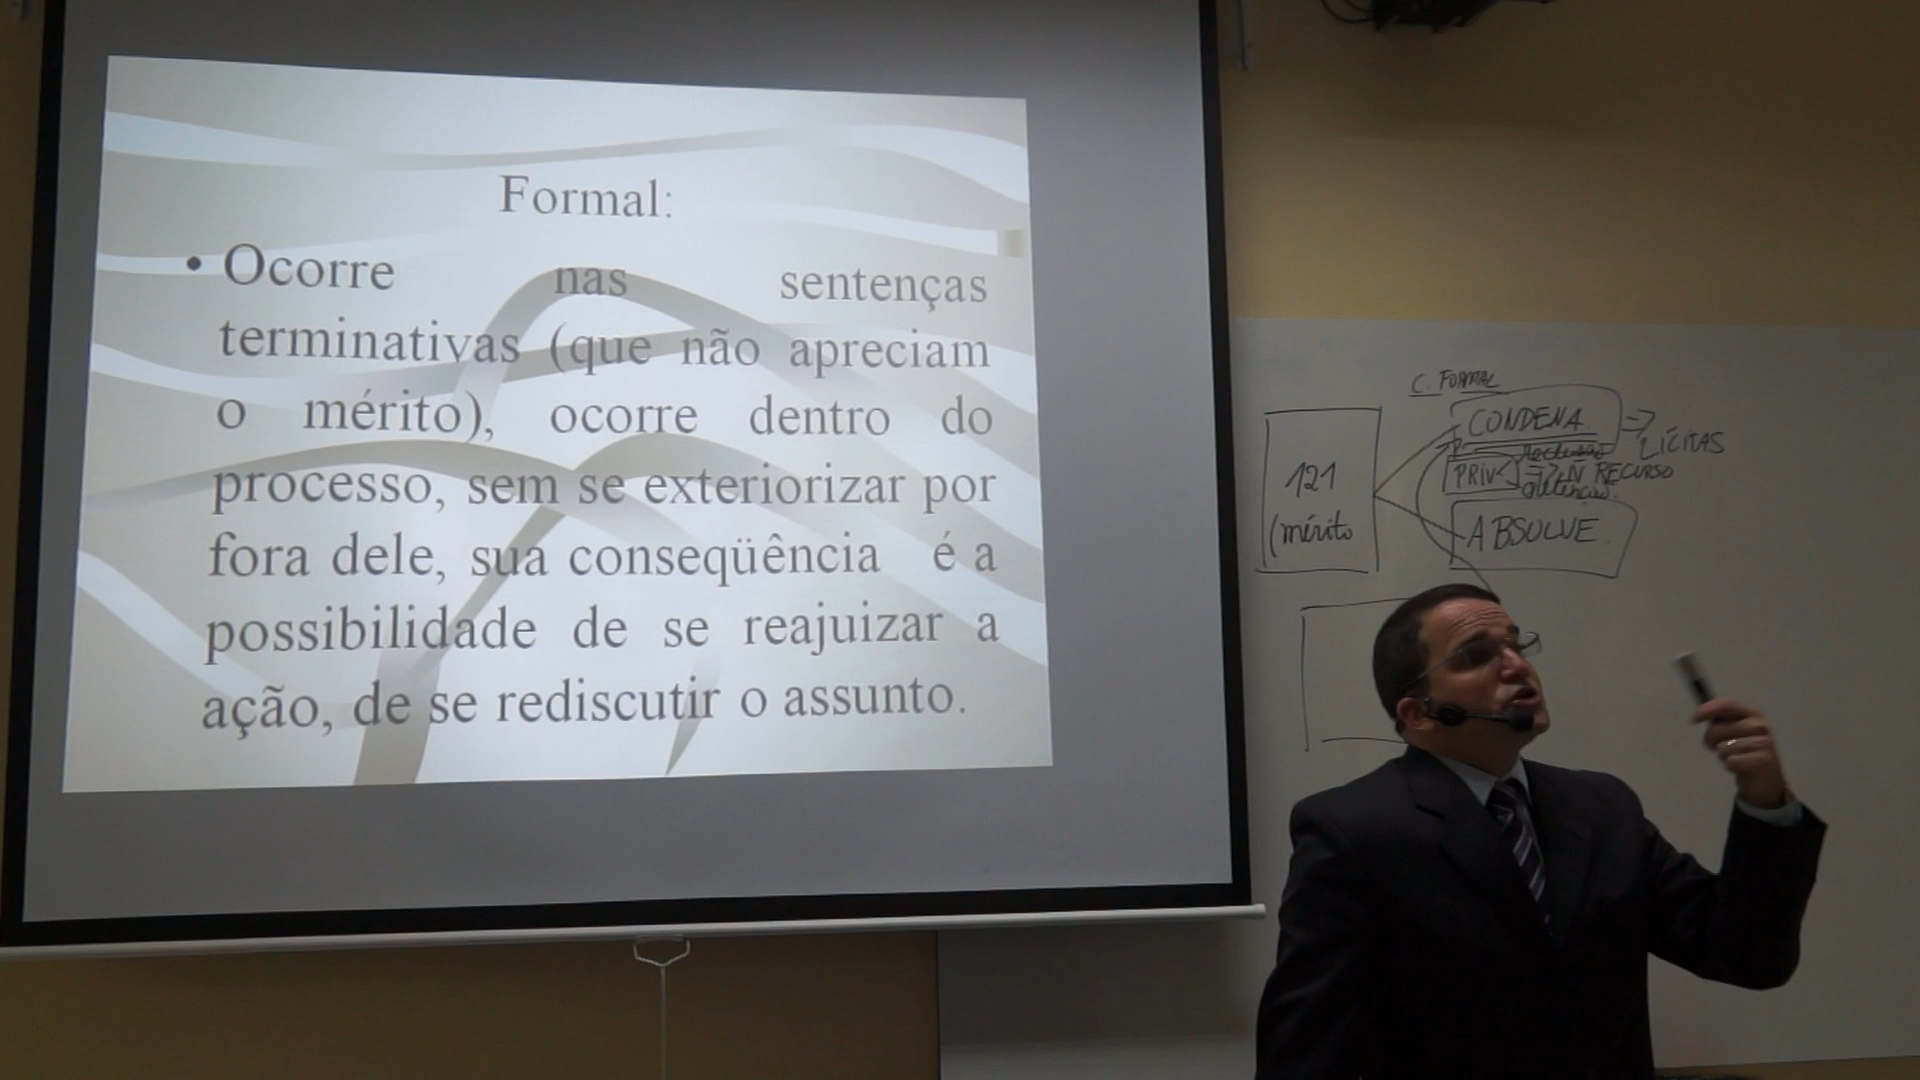 Formal:
• Ocorre nas sentenças
terminativas (que não apreciam
o mérito), ocorre dentro do
processo, sem se exteriorizar por
fora dele, sua conseqüência é a
possibilidade de se reajuizar a
ação, de se rediscutir o assunto.
C. FORMAL
CONDENA. => LÍCITAS
PRIV< => N RECURSO
121
(mérito
ABSOLVE.